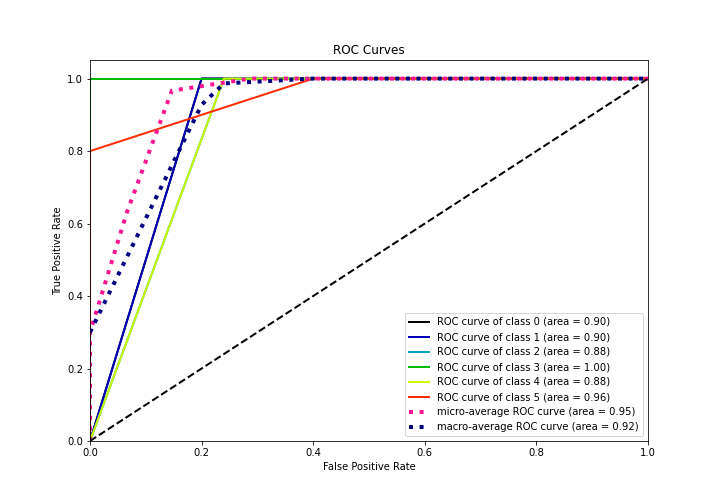 ROC Curves
1.0
0.8
0.6
0.4
0.2
0.0
True Positive Rate
ROC curve of class 0 (area = 0.90)
ROC curve of class 1 (area = 0.90)
ROC curve of class 2 (area = 0.88)
ROC curve of class 3 (area = 1.00)
ROC curve of class 4 (area = 0.88)
ROC curve of class 5 (area = 0.96)
micro-average ROC curve (area = 0.95)
macro-average ROC curve (area = 0.92)
0.0 0.2 0.4 0.6 0.8 1.0
False Positive Rate